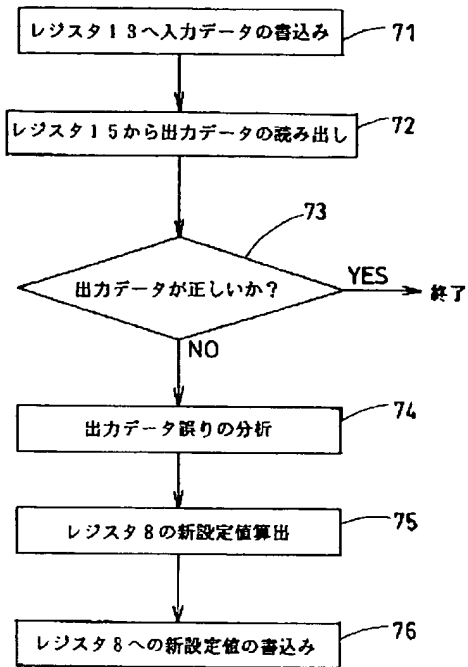 レジスタ13へ入力データの書込み
71
レジスタ15から出力データの読み出し
72
73
出力データが正しいか?
YES
終了
NO
出力データ誤りの分析
74
レジスタ8の新設定値算出
75
レジスタ8への新設定値の書込み
76